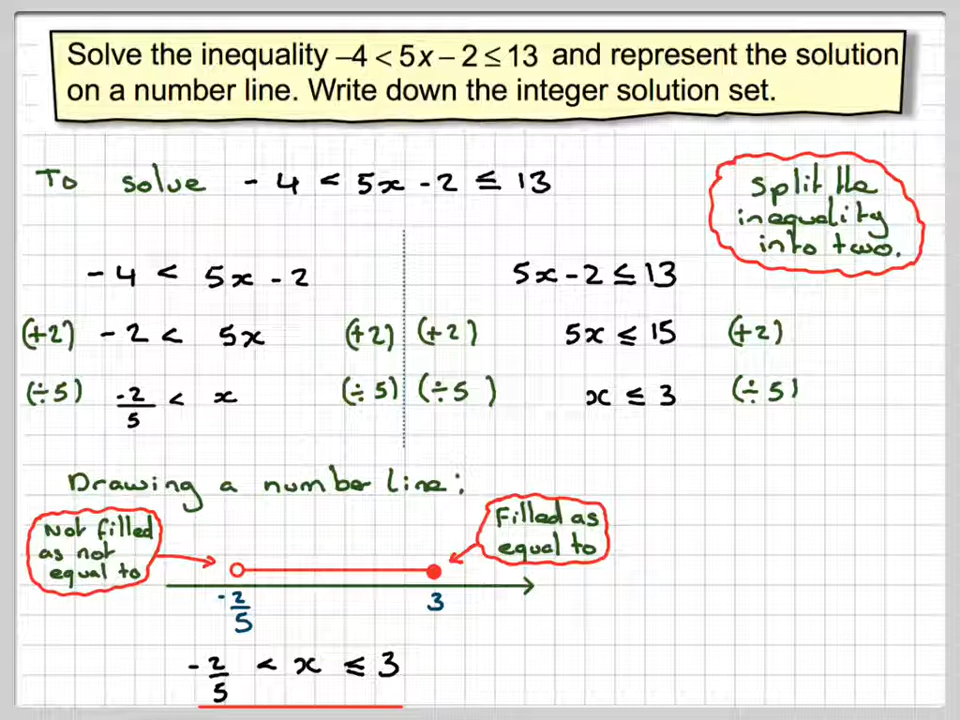 Solve the inequality –4 < 5x – 2 ≤ 13 and represent the solution
on a number line. Write down the integer solution set.
To solve -4 < 5x -2 ≤ 13
Split the
inequality
into two.
-4 < 5x - 2
5x - 2 ≤ 13
(+2) -2 < 5x (+2)
(+2) 5x ≤ 15 (+2)
(÷5) -2/5 < x (÷5)
(÷5) x ≤ 3 (÷5)
Drawing a number line:
Not filled
as not
equal to
Filled as
equal to
-2/5 3
-2/5 < x ≤ 3